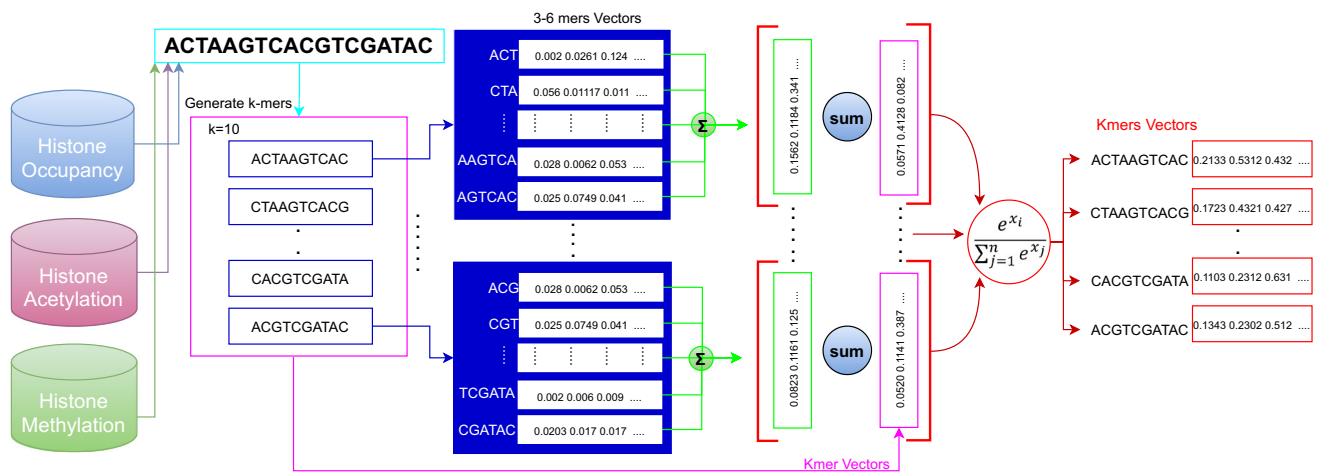 3-6 mers Vectors
ACTAAGTCACGTCGATAC
Generate k-mers
k=10
ACTAAGTCAC
CTAAGTCACG
CACGTCGATA
ACGTCGATAC
Histone
Occupancy
Histone
Acetylation
Histone
Methylation
ACT 0.002 0.0261 0.124 ....
CTA 0.056 0.01117 0.011 ....
AAGTCA 0.028 0.0062 0.053 ....
AGTCAC 0.025 0.0749 0.041 ....
Σ
ACG 0.028 0.0062 0.053 ....
CGT 0.025 0.0749 0.041 ....
TCGATA 0.002 0.006 0.009 ....
CGATAC 0.0203 0.017 0.017 ....
Σ
0.1562 0.1184 0.341 ....
sum
0.0571 0.4128 0.082 ....
0.0823 0.1161 0.125 ....
sum
0.0520 0.1141 0.387 ....
Kmer Vectors
e^{x_i}
∑_{j=1}^{n} e^{x_j}
Kmers Vectors
ACTAAGTCAC 0.2133 0.5312 0.432 ....
CTAAGTCACG 0.1723 0.4321 0.427 ....
CACGTCGATA 0.1103 0.2312 0.631 ....
ACGTCGATAC 0.1343 0.2302 0.512 ....